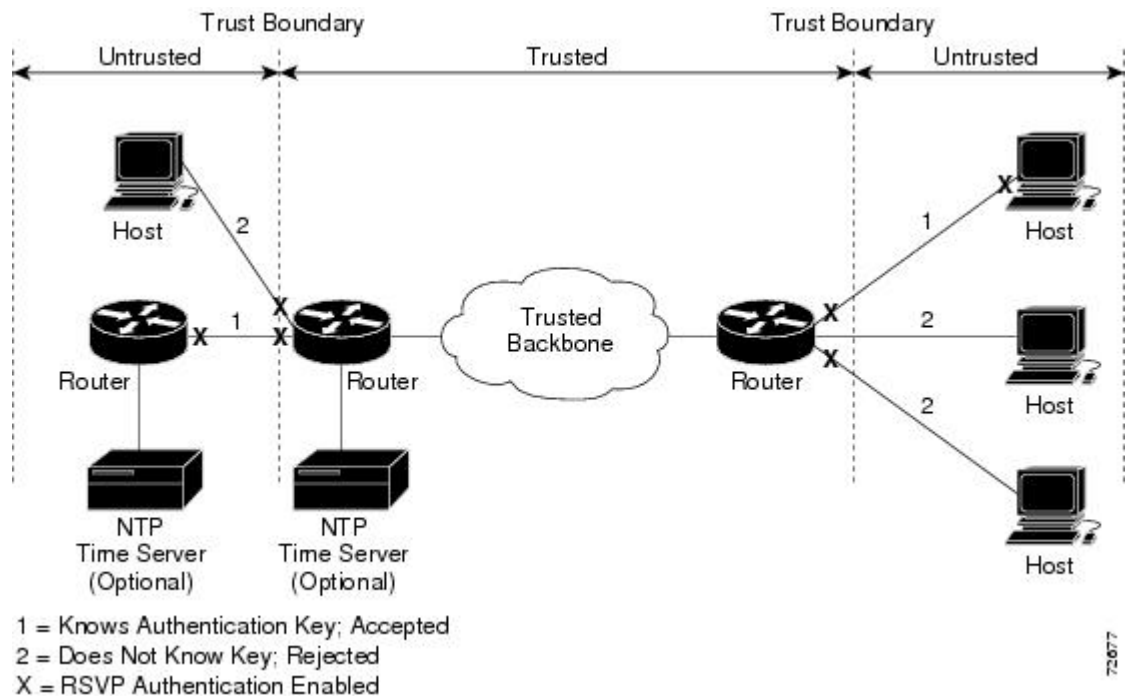 Trust Boundary
Trust Boundary
Untrusted
Trusted
Untrusted
Host
2
1
X
Host
X
X
1
X
X
Router
Router
Trusted
Backbone
X
2
X
Router
Host
2
NTP
Time Server
(Optional)
NTP
Time Server
(Optional)
Host
1 = Knows Authentication Key; Accepted
2 = Does Not Know Key; Rejected
X = RSVP Authentication Enabled
72677